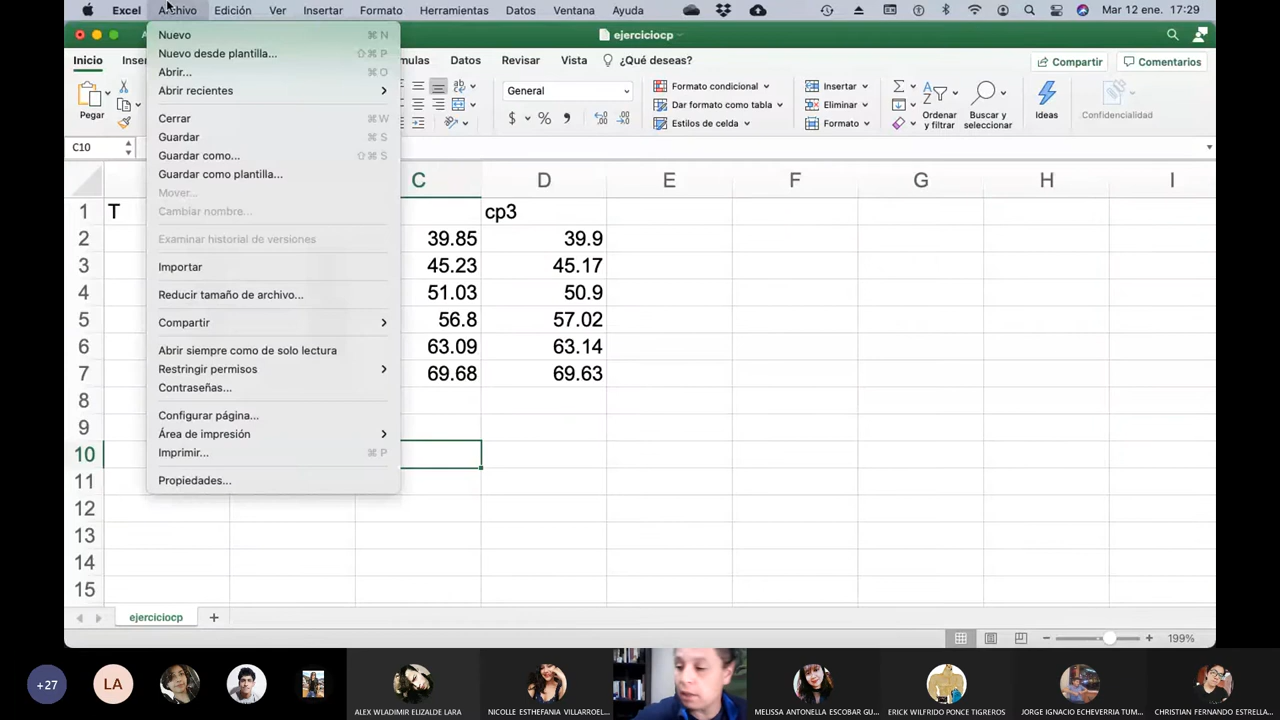 Excel Archivo Edición Ver Insertar Formato Herramientas Datos Ventana Ayuda Mar 12 ene. 17:29
ejerciciocp
Inicio
Datos Revisar Vista ¿Qué deseas? Compartir Comentarios
Nuevo ⌘ N
Nuevo desde plantilla... ⇧⌘ P
Abrir... ⌘ O
Abrir recientes
Cerrar ⌘ W
Guardar ⌘ S
Guardar como... ⇧⌘ S
Guardar como plantilla...
Mover...
Cambiar nombre...
Examinar historial de versiones
Importar
Reducir tamaño de archivo...
Compartir
Abrir siempre como de solo lectura
Restringir permisos
Contraseñas...
Configurar página...
Área de impresión
Imprimir... ⌘ P
Propiedades...
Pegar
General
$ %
Formato condicional
Dar formato como tabla
Estilos de celda
Insertar
Eliminar
Formato
Ordenar y filtrar
Buscar y seleccionar
Ideas
Confidencialidad
C10
C D E F G H I
1 T cp3
2 39.85 39.9
3 45.23 45.17
4 51.03 50.9
5 56.8 57.02
6 63.09 63.14
7 69.68 69.63
8
9
10
11
12
13
14
15
ejerciciocp
199%
+27
LA
ALEX WLADIMIR ELIZALDE LARA
NICOLLE ESTHEFANIA VILLARROEL...
MELISSA ANTONELLA ESCOBAR GU...
ERICK WILFRIDO PONCE TIGREROS
JORGE IGNACIO ECHEVERRIA TUM...
CHRISTIAN FERNANDO ESTRELLA...